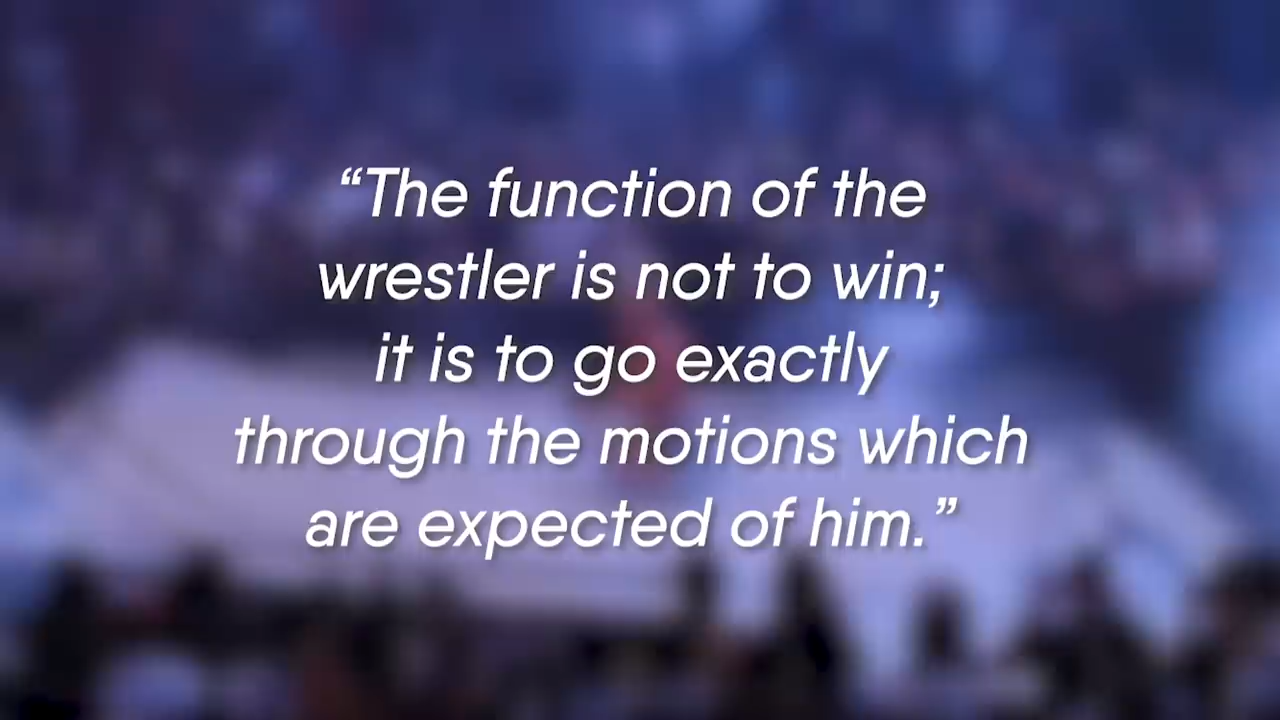 “The function of the
wrestler is not to win;
it is to go exactly
through the motions which
are expected of him.”